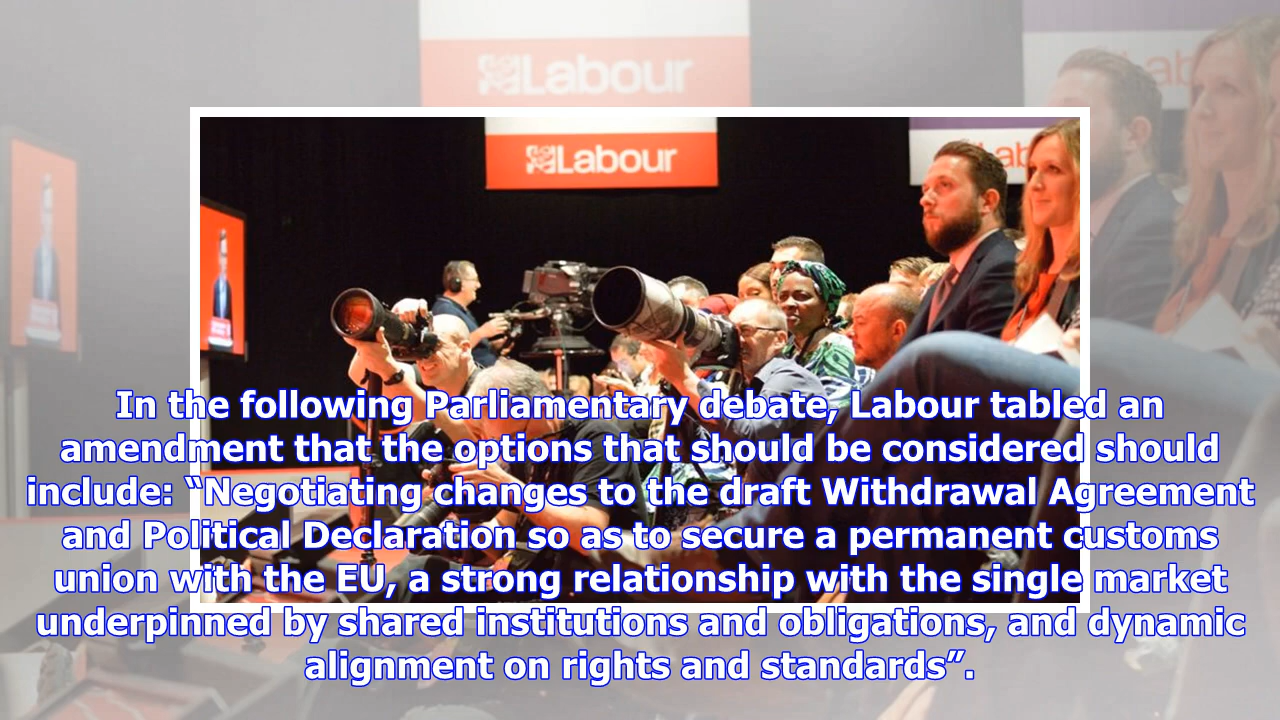 Labour
Labour
Lab
In the following Parliamentary debate, Labour tabled an
amendment that the options that should be considered should
include: “Negotiating changes to the draft Withdrawal Agreement
and Political Declaration so as to secure a permanent customs
union with the EU, a strong relationship with the single market
underpinned by shared institutions and obligations, and dynamic
alignment on rights and standards”.